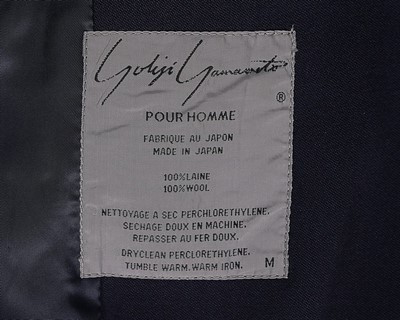 Yohji Yamamoto
®
POUR HOMME
FABRIQUE AU JAPON
MADE IN JAPAN
100%LAINE
100%WOOL
NETTOYAGE A SEC PERCHLORETHYLENE.
SECHAGE DOUX EN MACHINE.
REPASSER AU FER DOUX.
DRYCLEAN PERCLORETHYLENE.
TUMBLE WARM. WARM IRON.
M